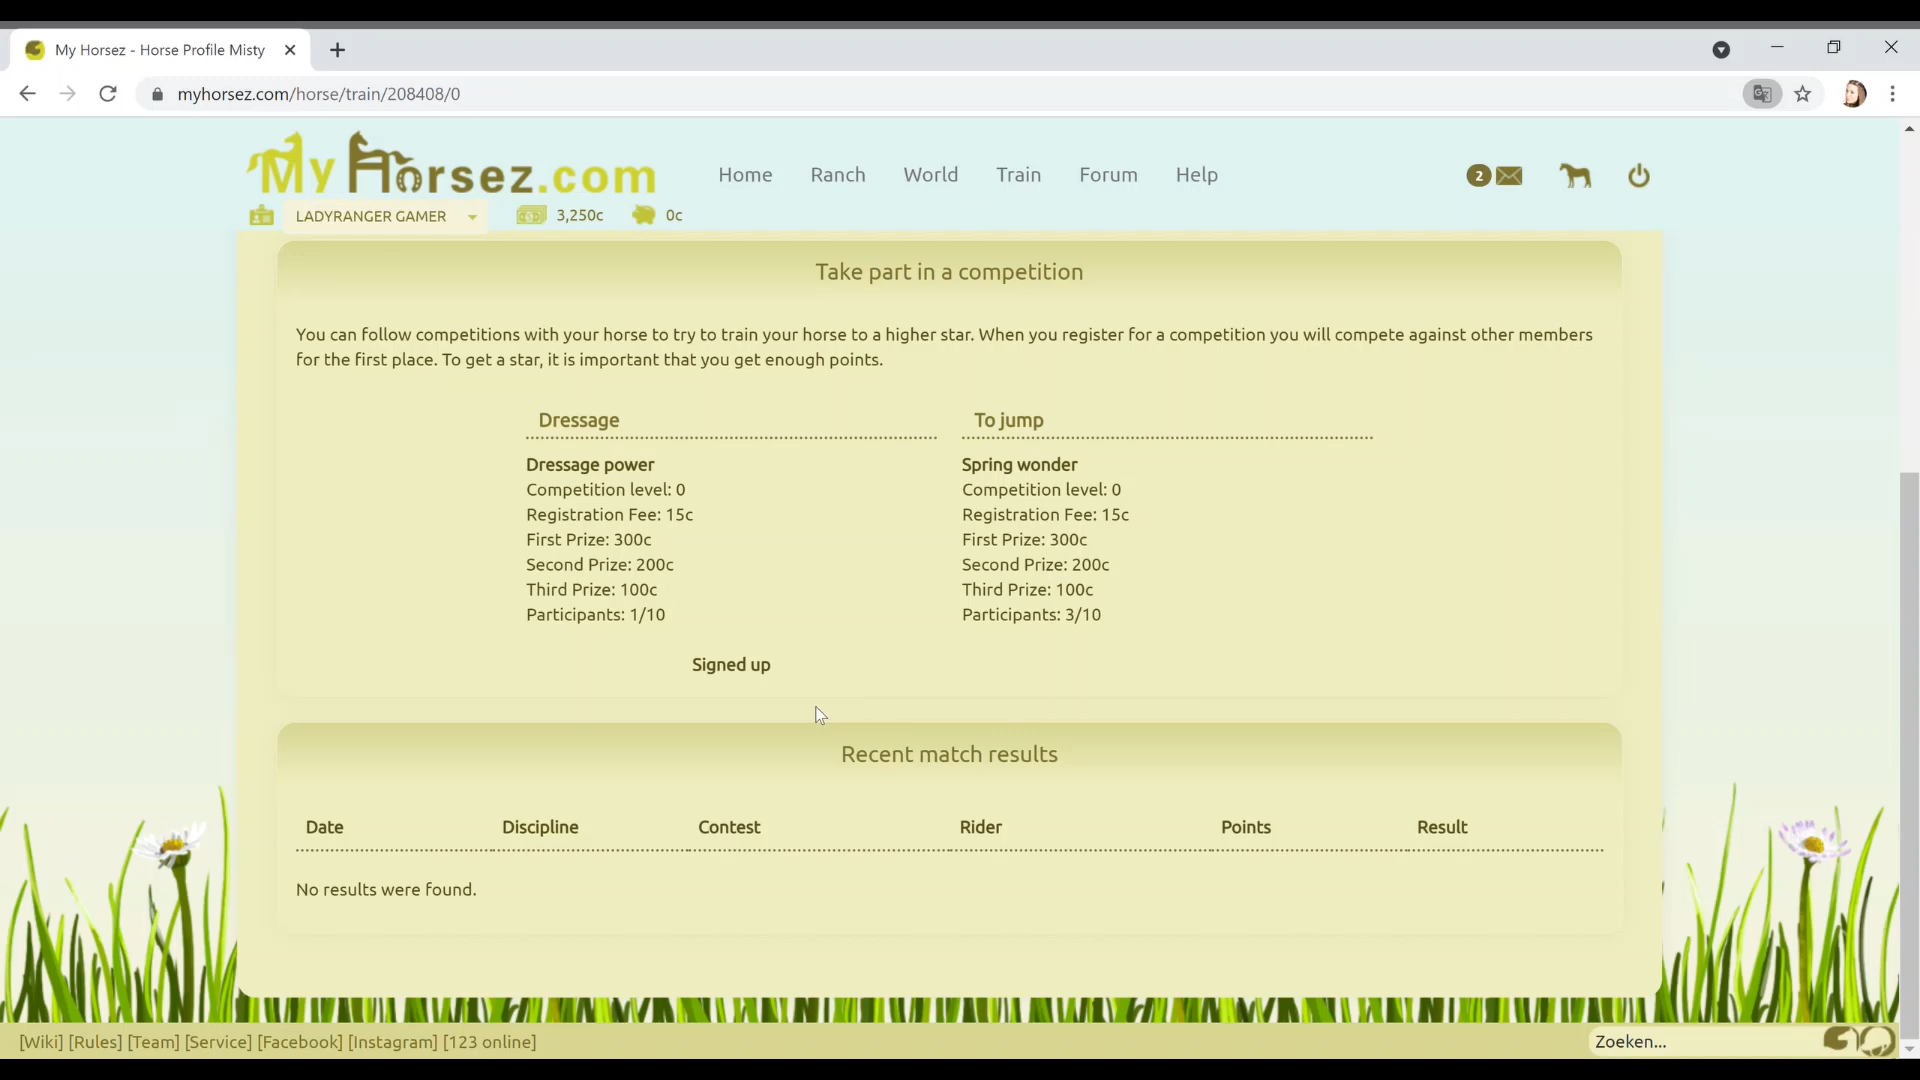 My Horsez - Horse Profile Misty
myhorsez.com/horse/train/208408/0
My Horsez.com
Home Ranch World Train Forum Help
2
LADYRANGER GAMER 3,250c 0c
Take part in a competition
You can follow competitions with your horse to try to train your horse to a higher star. When you register for a competition you will compete against other members
for the first place. To get a star, it is important that you get enough points.
Dressage
Dressage power
Competition level: 0
Registration Fee: 15c
First Prize: 300c
Second Prize: 200c
Third Prize: 100c
Participants: 1/10
Signed up
To jump
Spring wonder
Competition level: 0
Registration Fee: 15c
First Prize: 300c
Second Prize: 200c
Third Prize: 100c
Participants: 3/10
Recent match results
Date Discipline Contest Rider Points Result
No results were found.
[Wiki] [Rules] [Team] [Service] [Facebook] [Instagram] [123 online]
Zoeken...